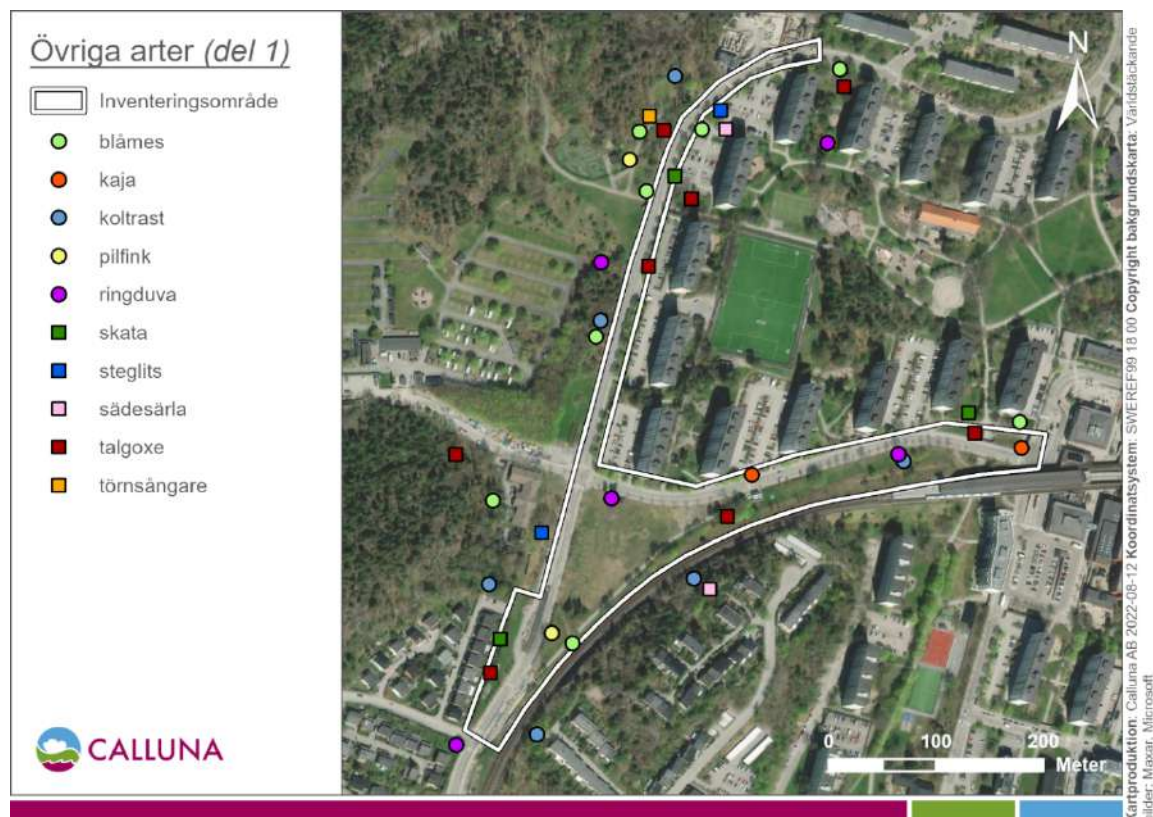 Övriga arter (del 1)
Inventeringsområde
blåmes
kaja
koltrast
pilfink
ringduva
skata
steglits
sädesärla
talgoxe
törnsångare
CALLUNA
N
0 100 200
Meter
Kartproduktion: Calluna AB 2022-08-12 Koordinatsystem: SWEREF99 18 00 Copyright bakgrundskarta: Världstäckande
bilder: Maxar, Microsoft